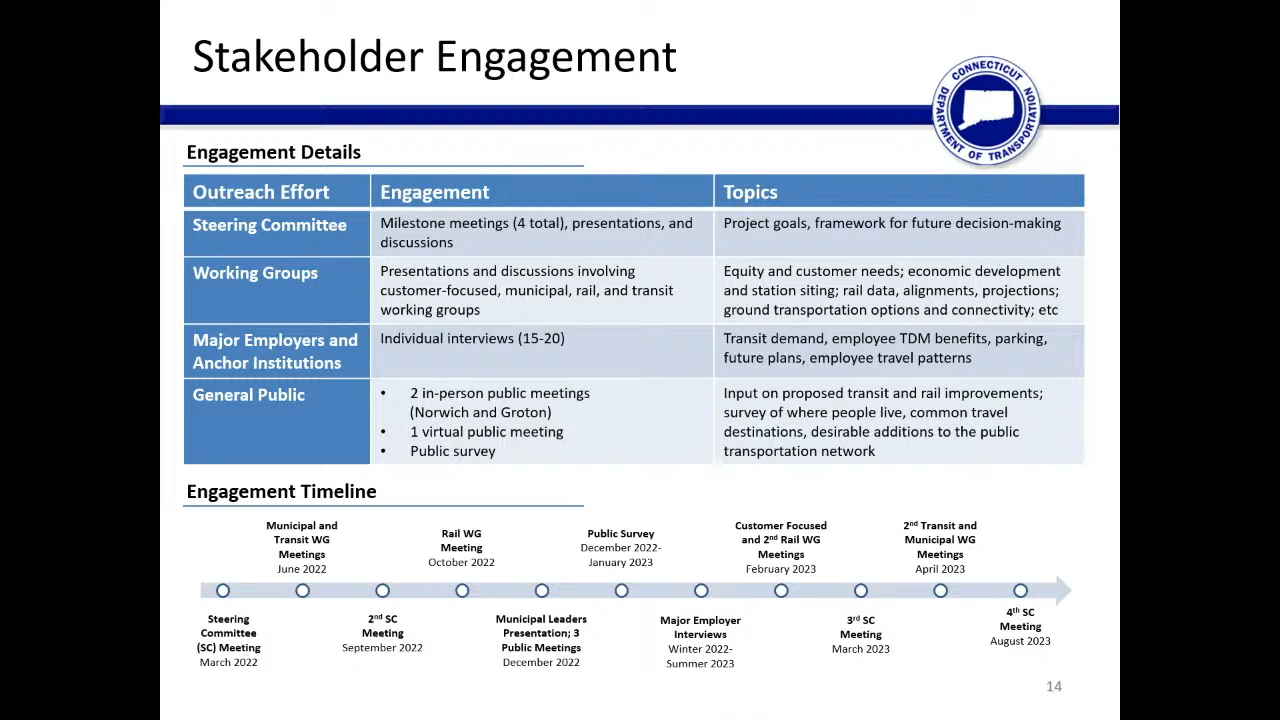 Stakeholder Engagement
CONNECTICUT
DEPARTMENT OF TRANSPORTATION
Engagement Details
Outreach Effort
Engagement
Topics
Steering Committee
Milestone meetings (4 total), presentations, and
discussions
Project goals, framework for future decision-making
Working Groups
Presentations and discussions involving
customer-focused, municipal, rail, and transit
working groups
Equity and customer needs; economic development
and station siting; rail data, alignments, projections;
ground transportation options and connectivity; etc
Major Employers and
Anchor Institutions
Individual interviews (15-20)
Transit demand, employee TDM benefits, parking,
future plans, employee travel patterns
General Public
• 2 in-person public meetings
(Norwich and Groton)
• 1 virtual public meeting
• Public survey
Input on proposed transit and rail improvements;
survey of where people live, common travel
destinations, desirable additions to the public
transportation network
Engagement Timeline
Municipal and
Transit WG
Meetings
June 2022
Rail WG
Meeting
October 2022
Public Survey
December 2022-
January 2023
Customer Focused
and 2nd Rail WG
Meetings
February 2023
2nd Transit and
Municipal WG
Meetings
April 2023
Steering
Committee
(SC) Meeting
March 2022
2nd SC
Meeting
September 2022
Municipal Leaders
Presentation; 3
Public Meetings
December 2022
Major Employer
Interviews
Winter 2022-
Summer 2023
3rd SC
Meeting
March 2023
4th SC
Meeting
August 2023
14